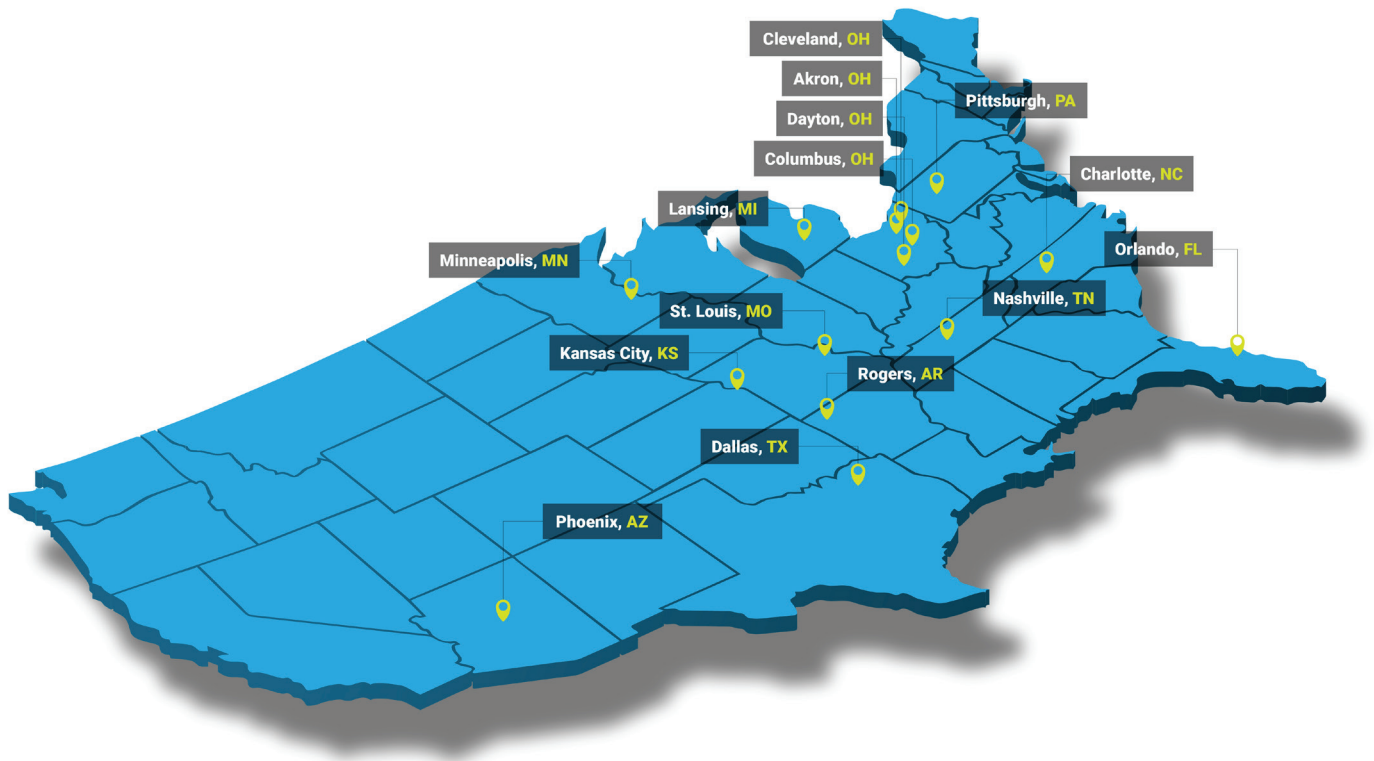 Cleveland, OH
Akron, OH
Pittsburgh, PA
Dayton, OH
Columbus, OH
Charlotte, NC
Lansing, MI
Orlando, FL
Minneapolis, MN
Nashville, TN
St. Louis, MO
Kansas City, KS
Rogers, AR
Dallas, TX
Phoenix, AZ